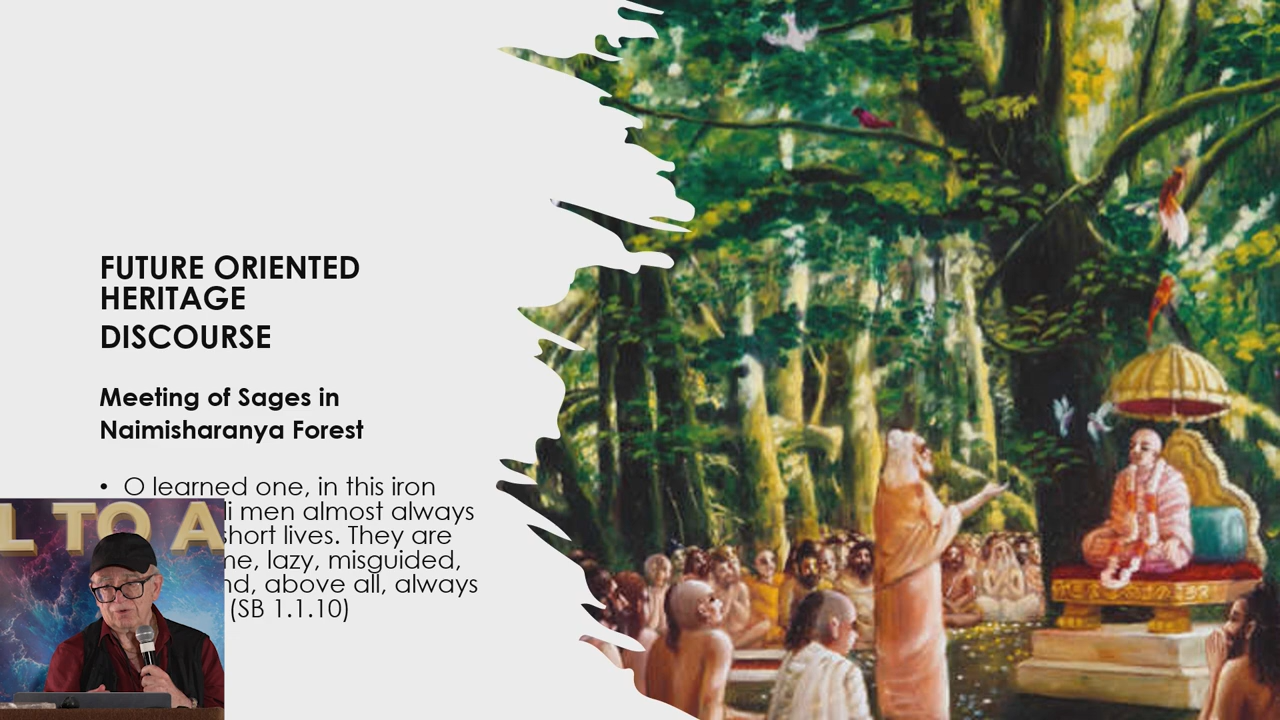 FUTURE ORIENTED
HERITAGE
DISCOURSE
Meeting of Sages in
Naimisharanya Forest
• O learned one, in this iron
men almost always
short lives. They are
lazy, misguided,
above all, always
(SB 1.1.10)
L TO A